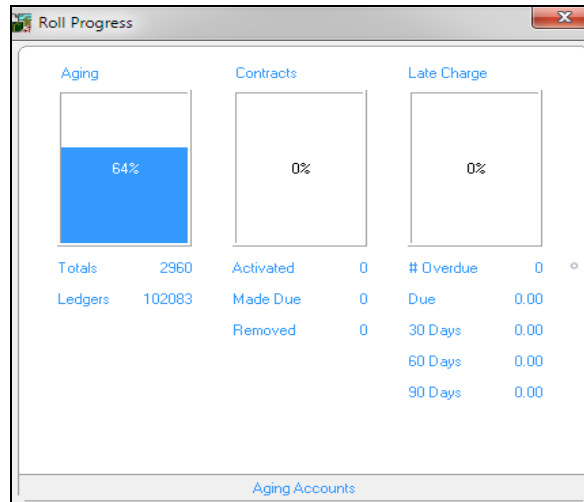 Roll Progress
Aging Contracts Late Charge
64% 0% 0%
Totals 2960 Activated 0 # Overdue 0
Ledgers 102083 Made Due 0 Due 0.00
Removed 0 30 Days 0.00
60 Days 0.00
90 Days 0.00
Aging Accounts